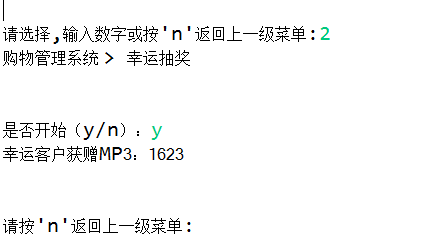 请选择,输入数字或按'n'返回上一级菜单:2
购物管理系统 > 幸运抽奖
是否开始（y/n）：y
幸运客户获赠MP3：1623
请按'n'返回上一级菜单: